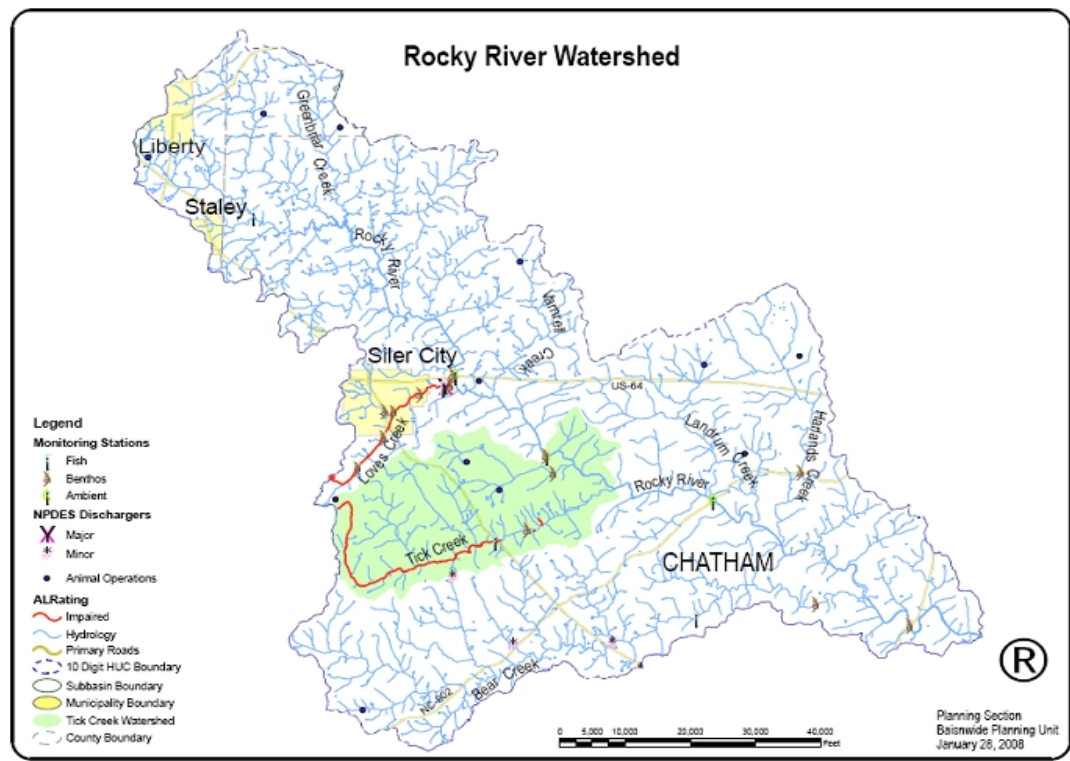 Rocky River Watershed
Greenbriar Creek
Liberty
Staley
Rocky River
Varnell
Creek
Siler City
US-64
Loves Creek
Landrum Creek
Harlands Creek
Rocky River
Tick Creek
CHATHAM
Bear Creek
NC-902
Legend
Monitoring Stations
Fish
Benthos
Ambient
NPDES Dischargers
Major
Minor
Animal Operations
ALRating
Impaired
Hydrology
Primary Roads
10 Digit HUC Boundary
Subbasin Boundary
Municipality Boundary
Tick Creek Watershed
County Boundary
0 5,000 10,000 20,000 30,000 40,000
Feet
®
Planning Section
Baisnwide Planning Unit
January 28, 2008